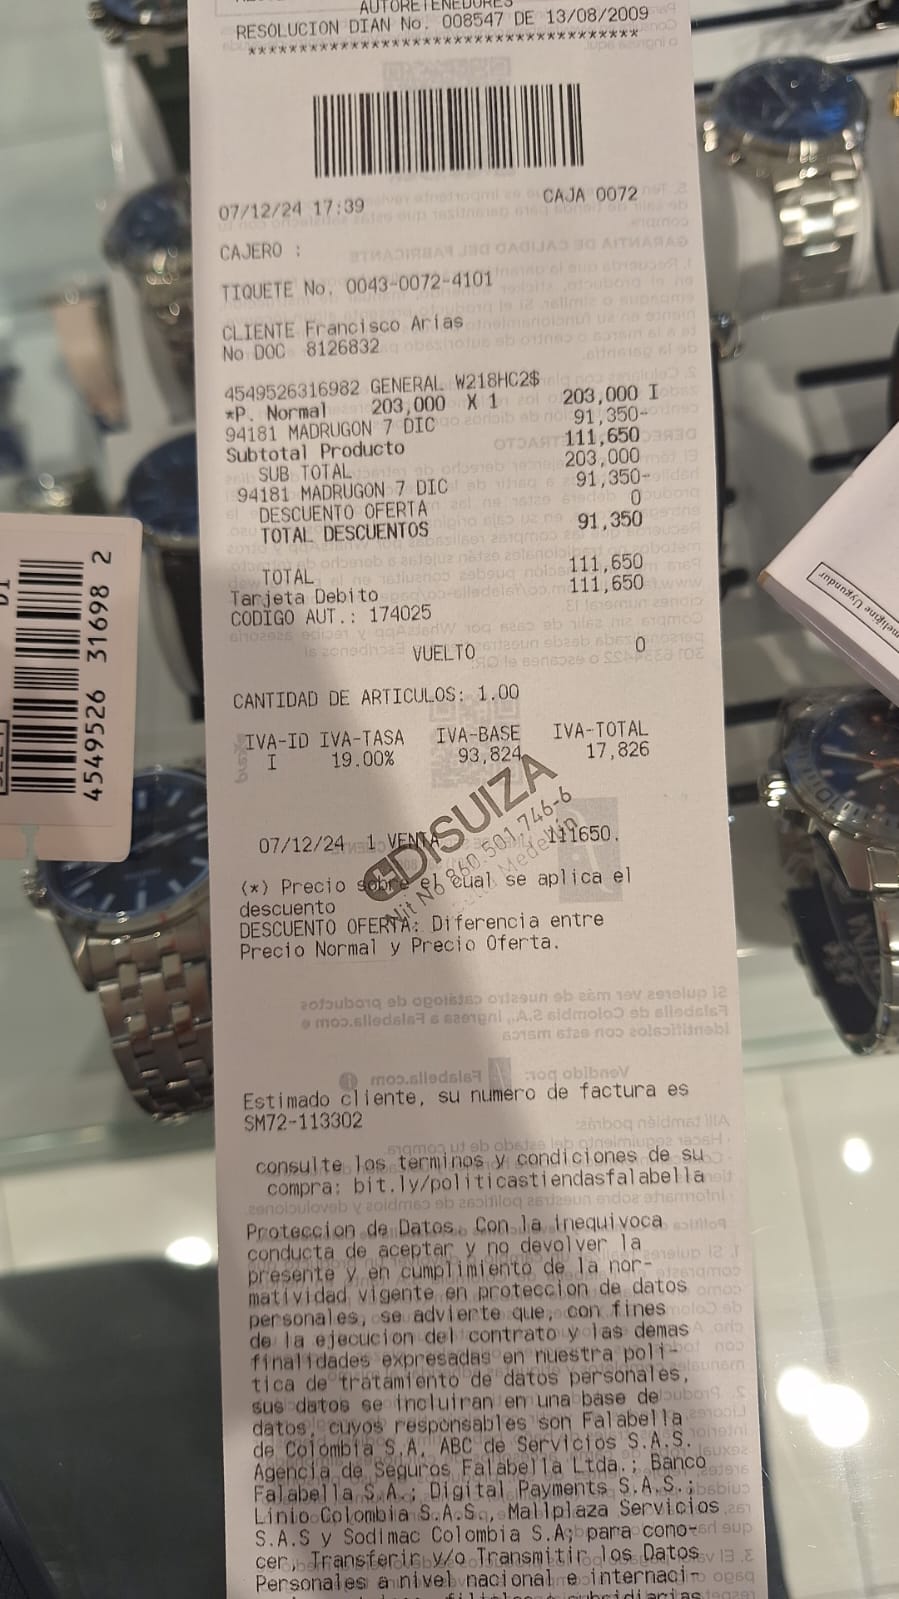 AUTORETENEDORES
RESOLUCION DIAN No. 008547 DE 13/08/2009
****************************************
07/12/24 17:39 CAJA 0072
CAJERO :
TIQUETE No. 0043-0072-4101
CLIENTE Francisco Arias
No DOC 8126832
4549526316982 GENERAL W218HC2$
*P. Normal 203,000 X 1 203,000 I
94181 MADRUGON 7 DIC 91,350-
Subtotal Producto 111,650
SUB TOTAL 203,000
94181 MADRUGON 7 DIC 91,350-
DESCUENTO OFERTA 0
TOTAL DESCUENTOS 91,350
TOTAL 111,650
Tarjeta Debito 111,650
CODIGO AUT.: 174025
VUELTO 0
CANTIDAD DE ARTICULOS: 1.00
IVA-ID IVA-TASA IVA-BASE IVA-TOTAL
I 19.00% 93,824 17,826
DISUIZA
Nit No 860.501.746-6
Medellín
07/12/24 1 VENTA 111650.
(*) Precio sobre el cual se aplica el
descuento
DESCUENTO OFERTA: Diferencia entre
Precio Normal y Precio Oferta.
Estimado cliente, su numero de factura es
SM72-113302
consulte los terminos y condiciones de su
compra: bit.ly/politicastiendasfalabella
Proteccion de Datos. Con la inequivoca
conducta de aceptar y no devolver la
presente y en cumplimiento de la nor-
matividad vigente en proteccion de datos
personales, se advierte que, con fines
de la ejecucion del contrato y las demas
finalidades expresadas en nuestra poli-
tica de tratamiento de datos personales,
sus datos se incluiran en una base de
datos, cuyos responsables son Falabella
de Colombia S.A, ABC de Servicios S.A.S.
Agencia de Seguros Falabella Ltda.; Banco
Falabella S.A.; Digital Payments S.A.S.;
Linio Colombia S.A.S., Mallplaza Servicios
S.A.S y Sodimac Colombia S.A; para cono-
cer, Transferir y/o Transmitir los Datos
Personales a nivel nacional e internaci-
4549526 31698 2